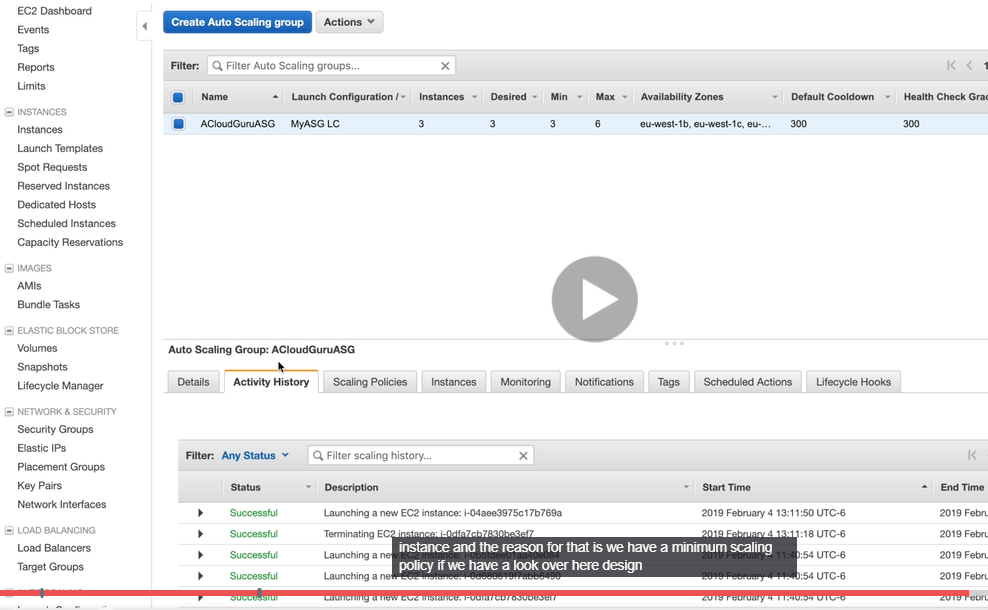 EC2 Dashboard
Events
Tags
Reports
Limits
INSTANCES
Instances
Launch Templates
Spot Requests
Reserved Instances
Dedicated Hosts
Scheduled Instances
Capacity Reservations
IMAGES
AMIs
Bundle Tasks
ELASTIC BLOCK STORE
Volumes
Snapshots
Lifecycle Manager
NETWORK & SECURITY
Security Groups
Elastic IPs
Placement Groups
Key Pairs
Network Interfaces
LOAD BALANCING
Load Balancers
Target Groups
Create Auto Scaling group Actions
Filter: Filter Auto Scaling groups... 1
Name Launch Configuration / Instances Desired Min Max Availability Zones Default Cooldown Health Check Grac
ACloudGuruASG MyASG LC 3 3 3 6 eu-west-1b, eu-west-1c, eu-... 300 300
Auto Scaling Group: ACloudGuruASG
Details Activity History Scaling Policies Instances Monitoring Notifications Tags Scheduled Actions Lifecycle Hooks
Filter: Any Status Filter scaling history...
Status Description Start Time End Time
Successful Launching a new EC2 instance: i-04aee3975c17b769a 2019 February 4 13:11:50 UTC-6 2019 Febru
Successful Terminating EC2 instance: i-0dfa7cb7830be3ef7 2019 February 4 13:11:18 UTC-6 2019 Febru
Successful Launching a new EC2 instance: 11:40:54 UTC-6 2019 Febru
Successful Launching a new EC2 instance: 2019 February 4 11:40:54 UTC-6 2019 Febru
Successful Launching a new EC2 instance: i-0dfa7cb7830be3ef7 2019 February 4 11:40:54 UTC-6 2019 Febru
instance and the reason for that is we have a minimum scaling
policy if we have a look over here design